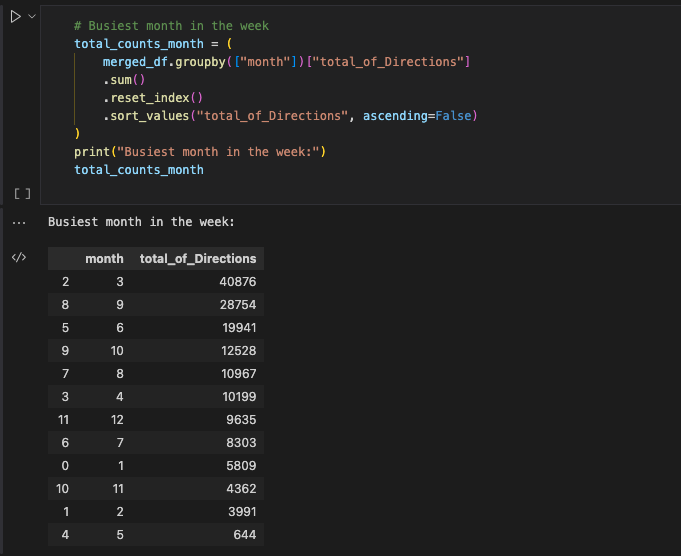 # Busiest month in the week
total_counts_month = (
merged_df.groupby(["month"])["total_of_Directions"]
.sum()
.reset_index()
.sort_values("total_of_Directions", ascending=False)
)
print("Busiest month in the week:")
total_counts_month
[ ]
... Busiest month in the week:
</>
month total_of_Directions
2 3 40876
8 9 28754
5 6 19941
9 10 12528
7 8 10967
3 4 10199
11 12 9635
6 7 8303
0 1 5809
10 11 4362
1 2 3991
4 5 644